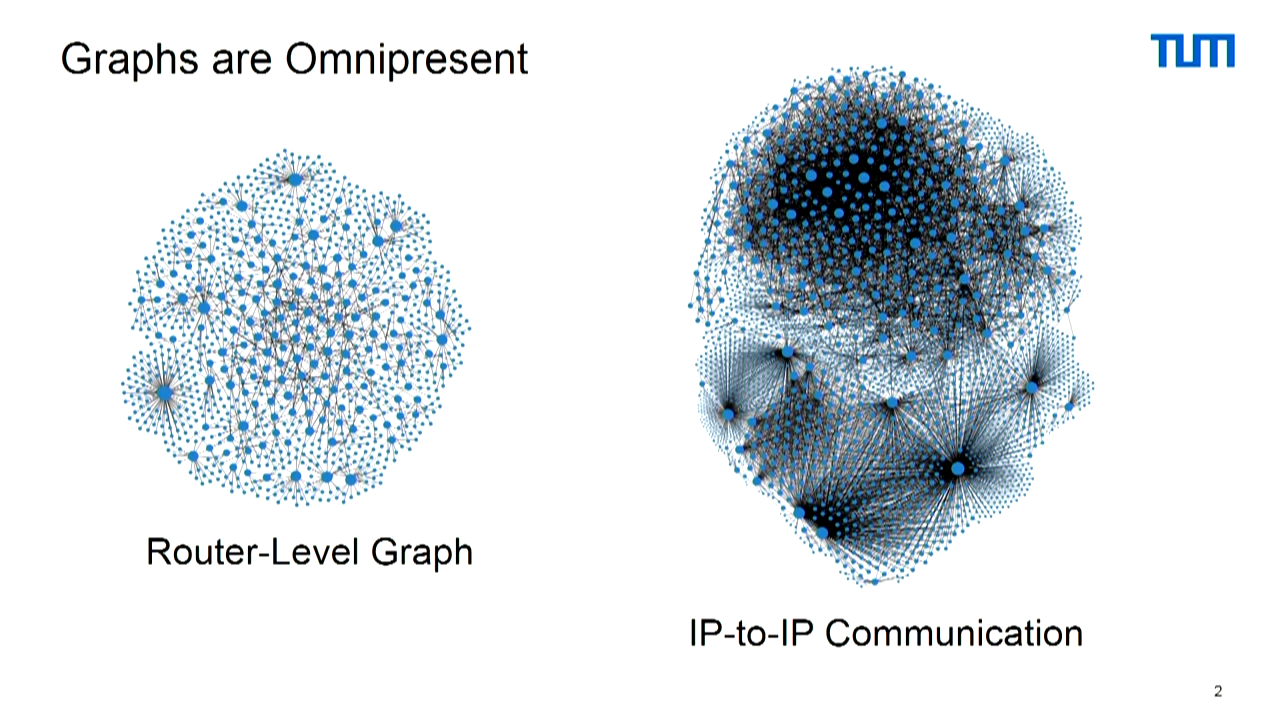 Graphs are Omnipresent
TUM
Router-Level Graph
IP-to-IP Communication
2